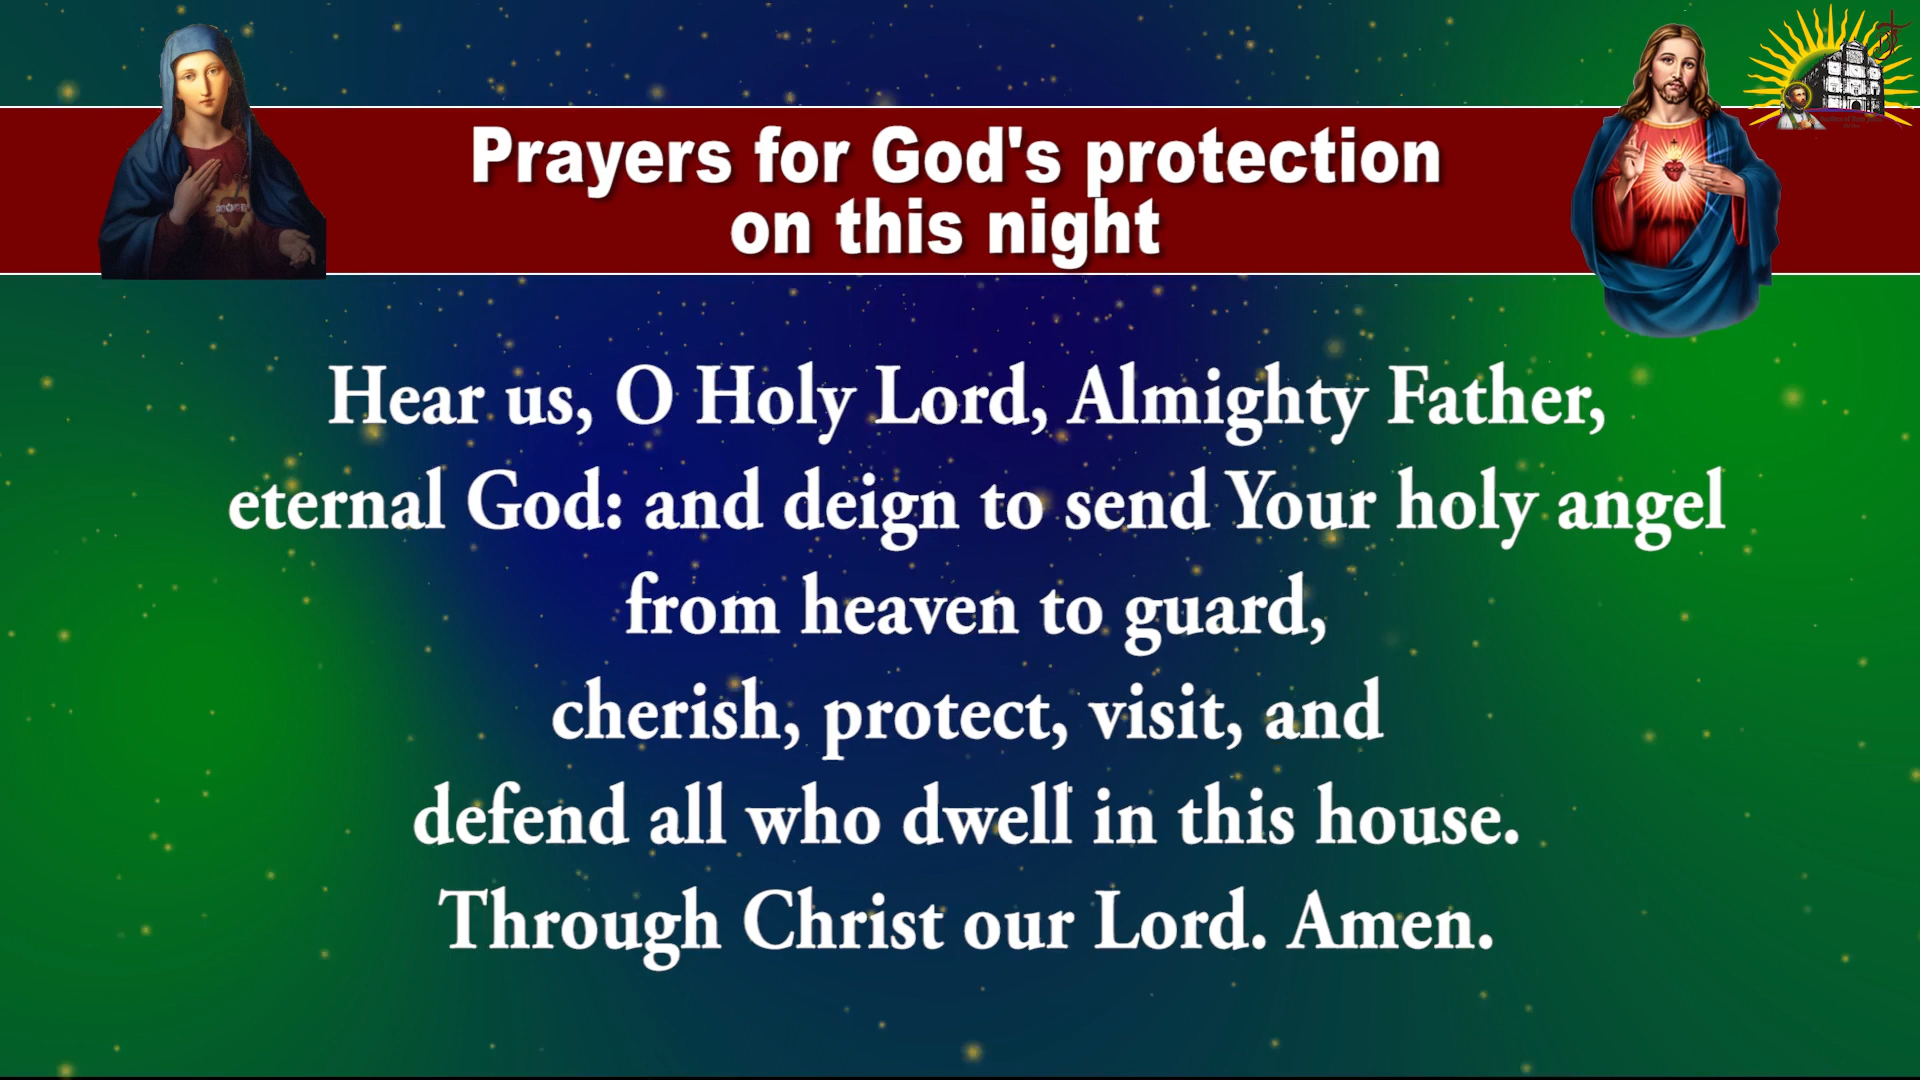 Prayers for God's protection
on this night
Hear us, O Holy Lord, Almighty Father,
eternal God: and deign to send Your holy angel
from heaven to guard,
cherish, protect, visit, and
defend all who dwell in this house.
Through Christ our Lord. Amen.